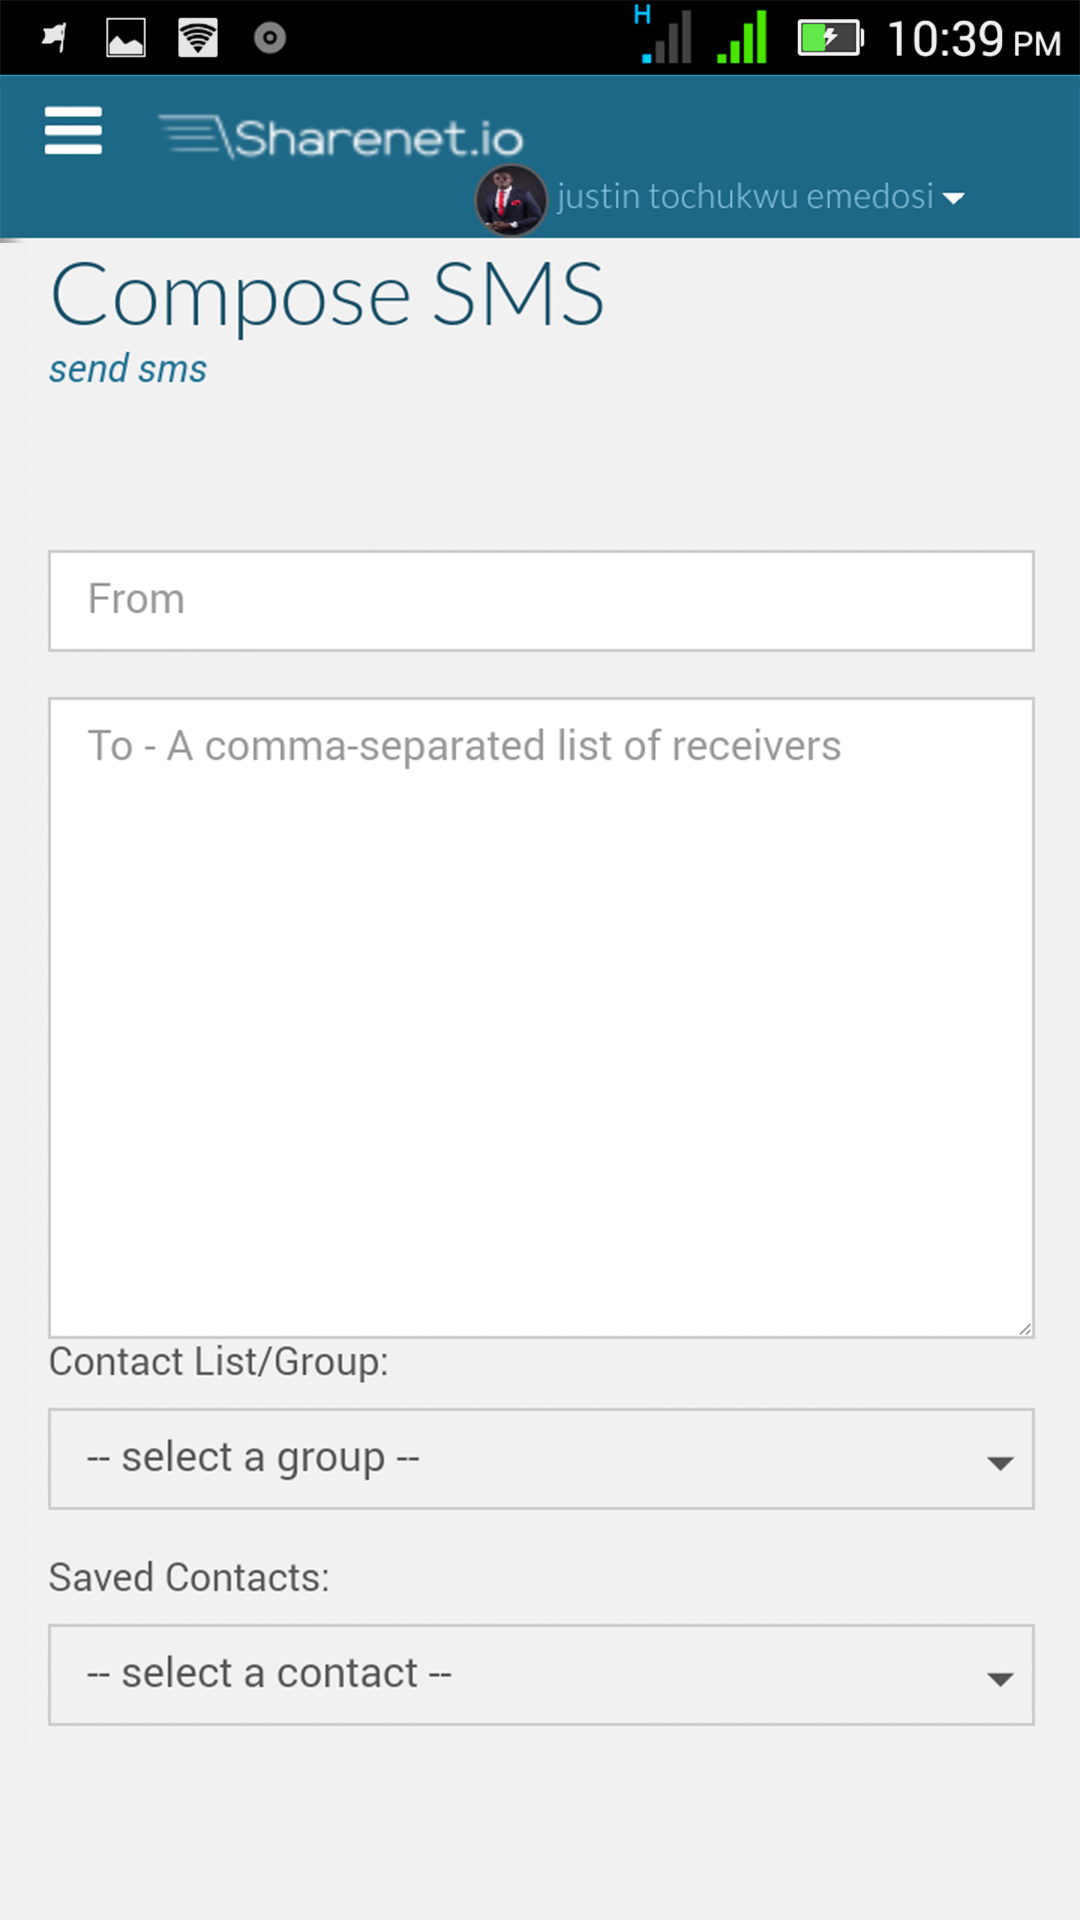 H
10:39 PM
Sharenet.io
justin tochukwu emedosi
Compose SMS
send sms
From
To - A comma-separated list of receivers
Contact List/Group:
-- select a group --
Saved Contacts:
-- select a contact --